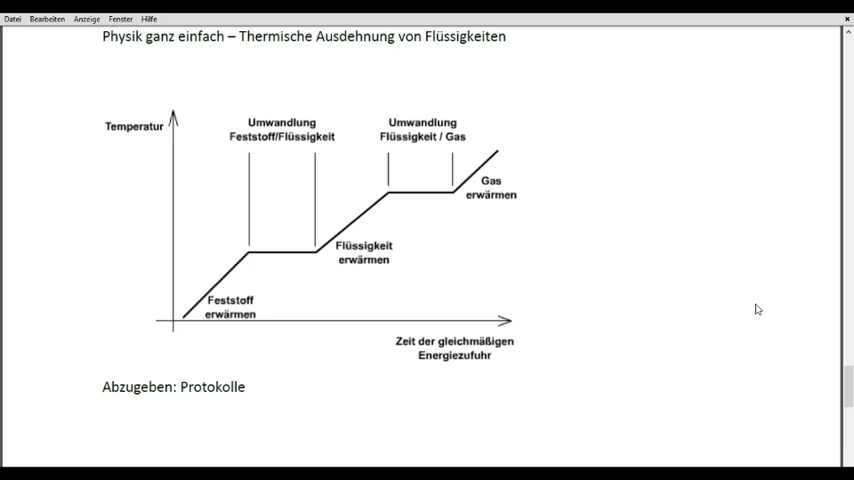 Datei Bearbeiten Anzeige Fenster Hilfe
Physik ganz einfach – Thermische Ausdehnung von Flüssigkeiten
Temperatur
Umwandlung
Feststoff/Flüssigkeit
Umwandlung
Flüssigkeit / Gas
Gas
erwärmen
Flüssigkeit
erwärmen
Feststoff
erwärmen
Zeit der gleichmäßigen
Energiezufuhr
Abzugeben: Protokolle